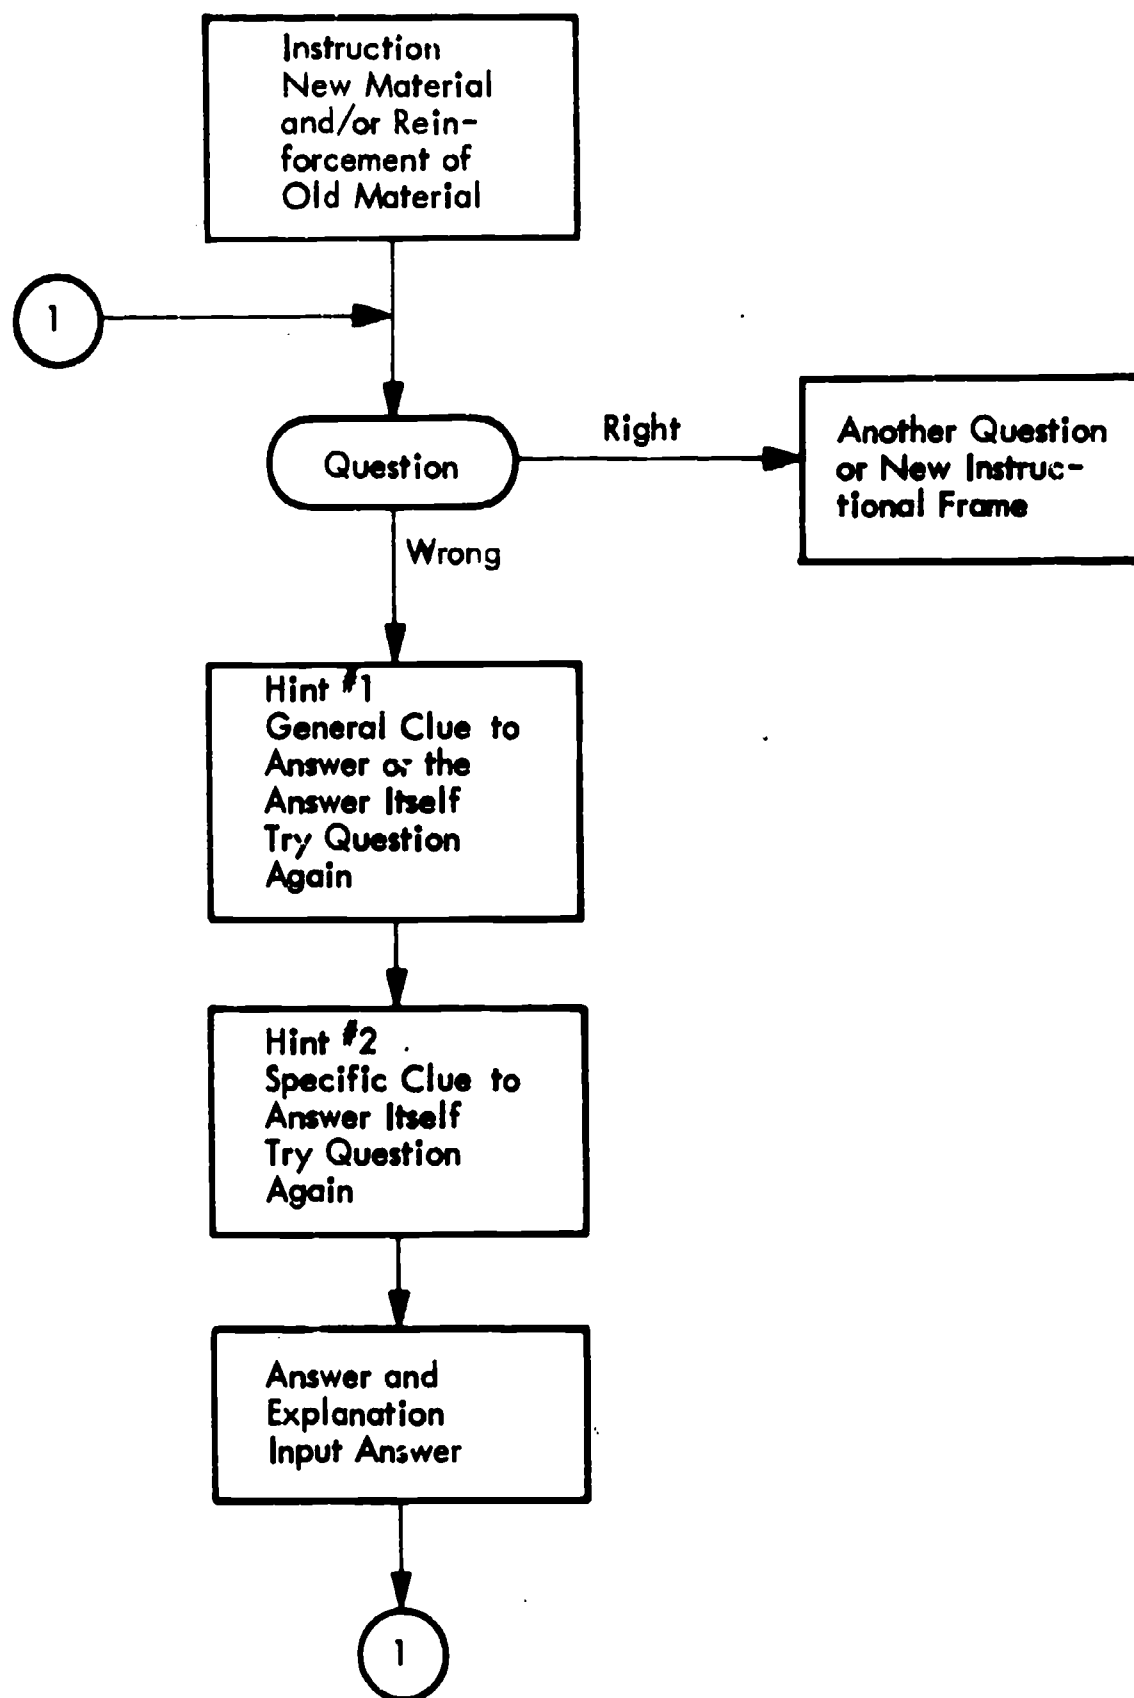 Instruction
New Material
and/or Rein-
forcement of
Old Material
1
Question
Right
Another Question
or New Instruc-
tional Frame
Wrong
Hint #1
General Clue to
Answer or the
Answer Itself
Try Question
Again
Hint #2
Specific Clue to
Answer Itself
Try Question
Again
Answer and
Explanation
Input Answer
1